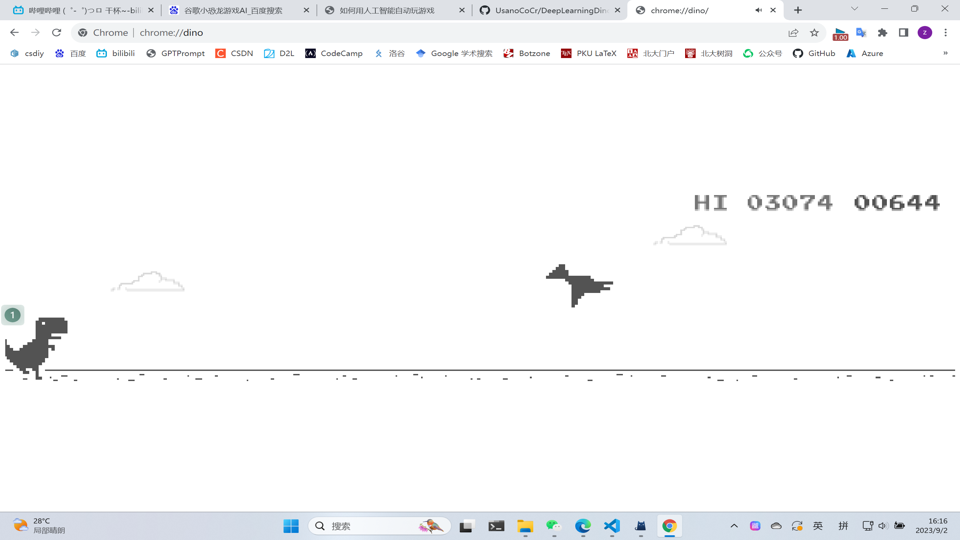 哔哩哔哩 (゜-゜)つロ 干杯~-bili
谷歌小恐龙游戏AI_百度搜索
如何用人工智能自动玩游戏
UsanoCoCr/DeepLearningDin
chrome://dino/
Chrome | chrome://dino
1.00
z
csdiy
百度
bilibili
GPTPrompt
CSDN
D2L
CodeCamp
洛谷
Google 学术搜索
Botzone
PKU LaTeX
北大门户
北大树洞
公众号
GitHub
Azure
»
HI 03074 00644
1
28°C
局部晴朗
搜索
英
拼
16:16
2023/9/2